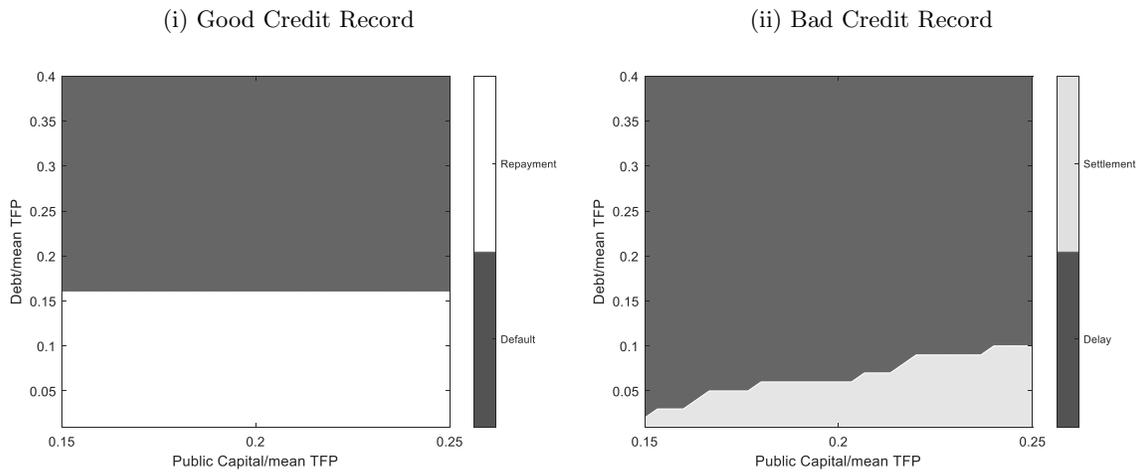 (i) Good Credit Record
0.4
0.35
0.3
0.25
0.2
0.15
0.1
0.05
Debt/mean TFP
0.15
0.2
0.25
Public Capital/mean TFP
Repayment
Default
(ii) Bad Credit Record
0.4
0.35
0.3
0.25
0.2
0.15
0.1
0.05
Debt/mean TFP
0.15
0.2
0.25
Public Capital/mean TFP
Settlement
Delay